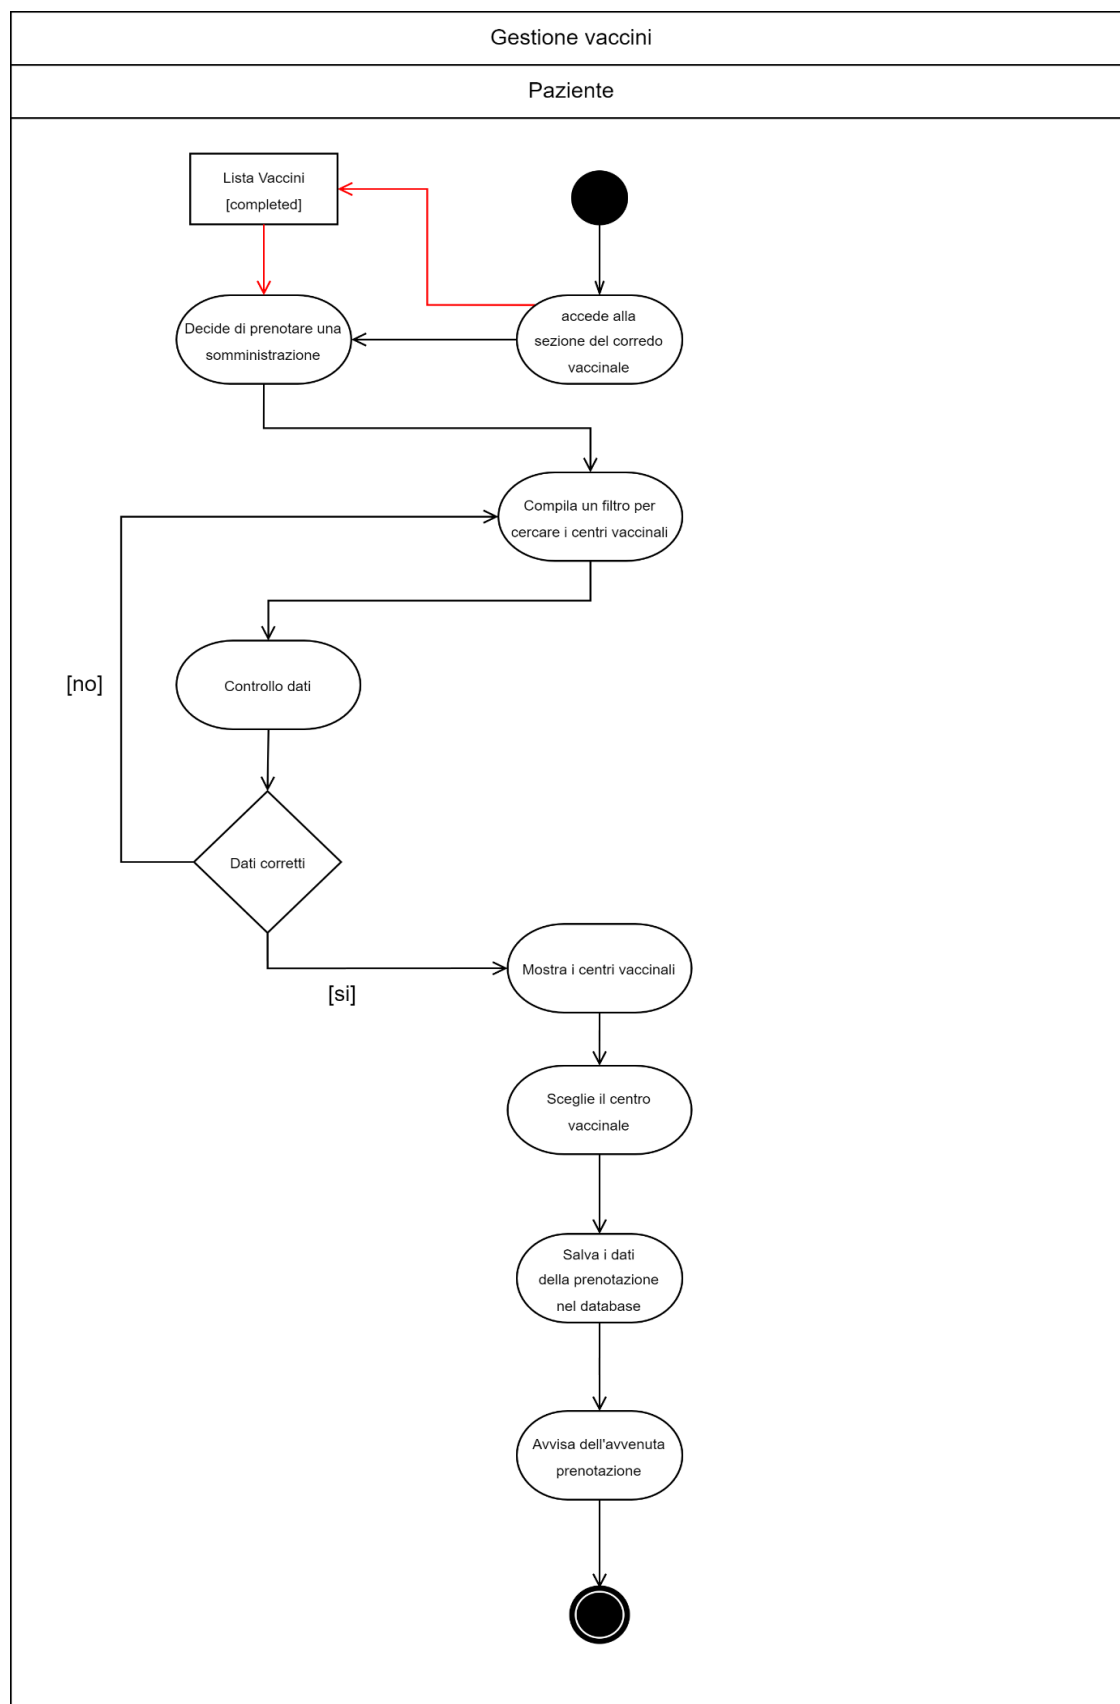 Gestione vaccini
Paziente
Lista Vaccini
[completed]
accede alla
sezione del corredo
vaccinale
Decide di prenotare una
somministrazione
Compila un filtro per
cercare i centri vaccinali
[no]
Controllo dati
Dati corretti
[si]
Mostra i centri vaccinali
Sceglie il centro
vaccinale
Salva i dati
della prenotazione
nel database
Avvisa dell'avvenuta
prenotazione